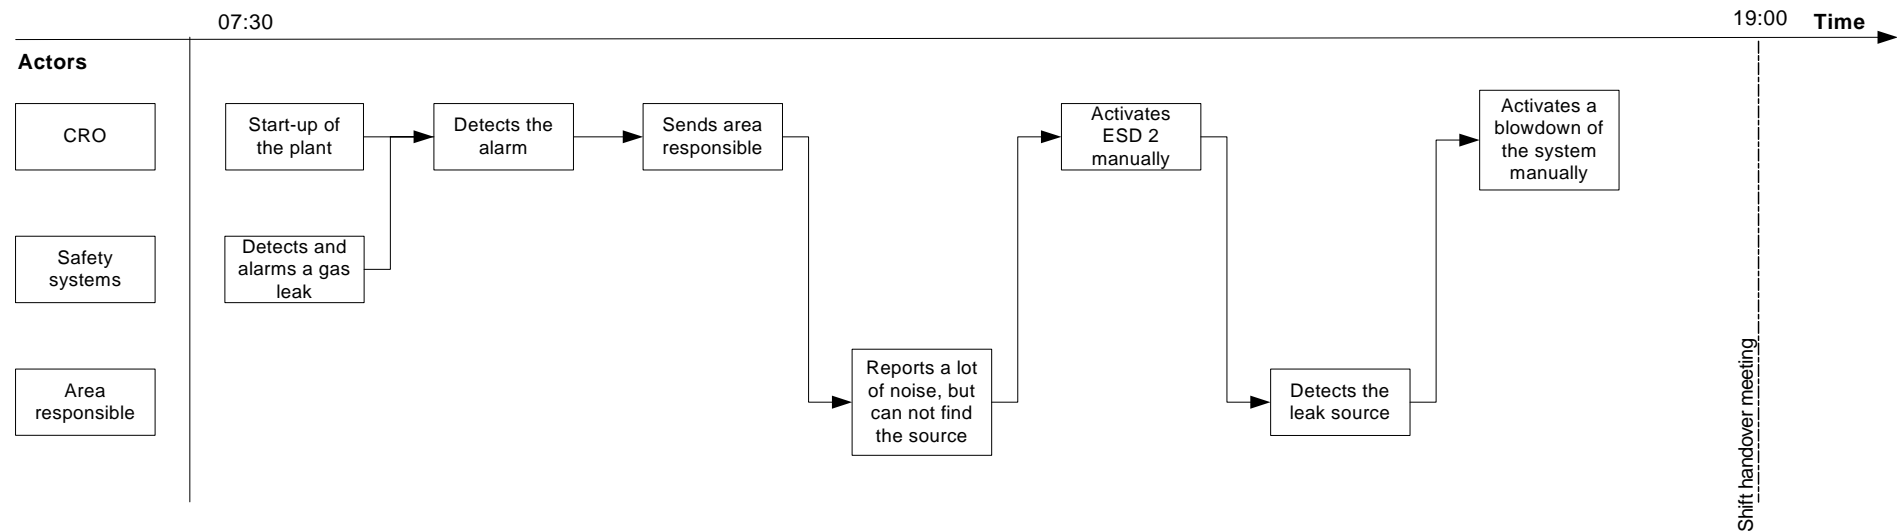 07:30
19:00
Time
Actors
CRO
Start-up of
the plant
Detects the
alarm
Sends area
responsible
Activates
ESD 2
manually
Activates a
blowdown of
the system
manually
Safety
systems
Detects and
alarms a gas
leak
Area
responsible
Reports a lot
of noise, but
can not find
the source
Detects the
leak source
Shift handover meeting